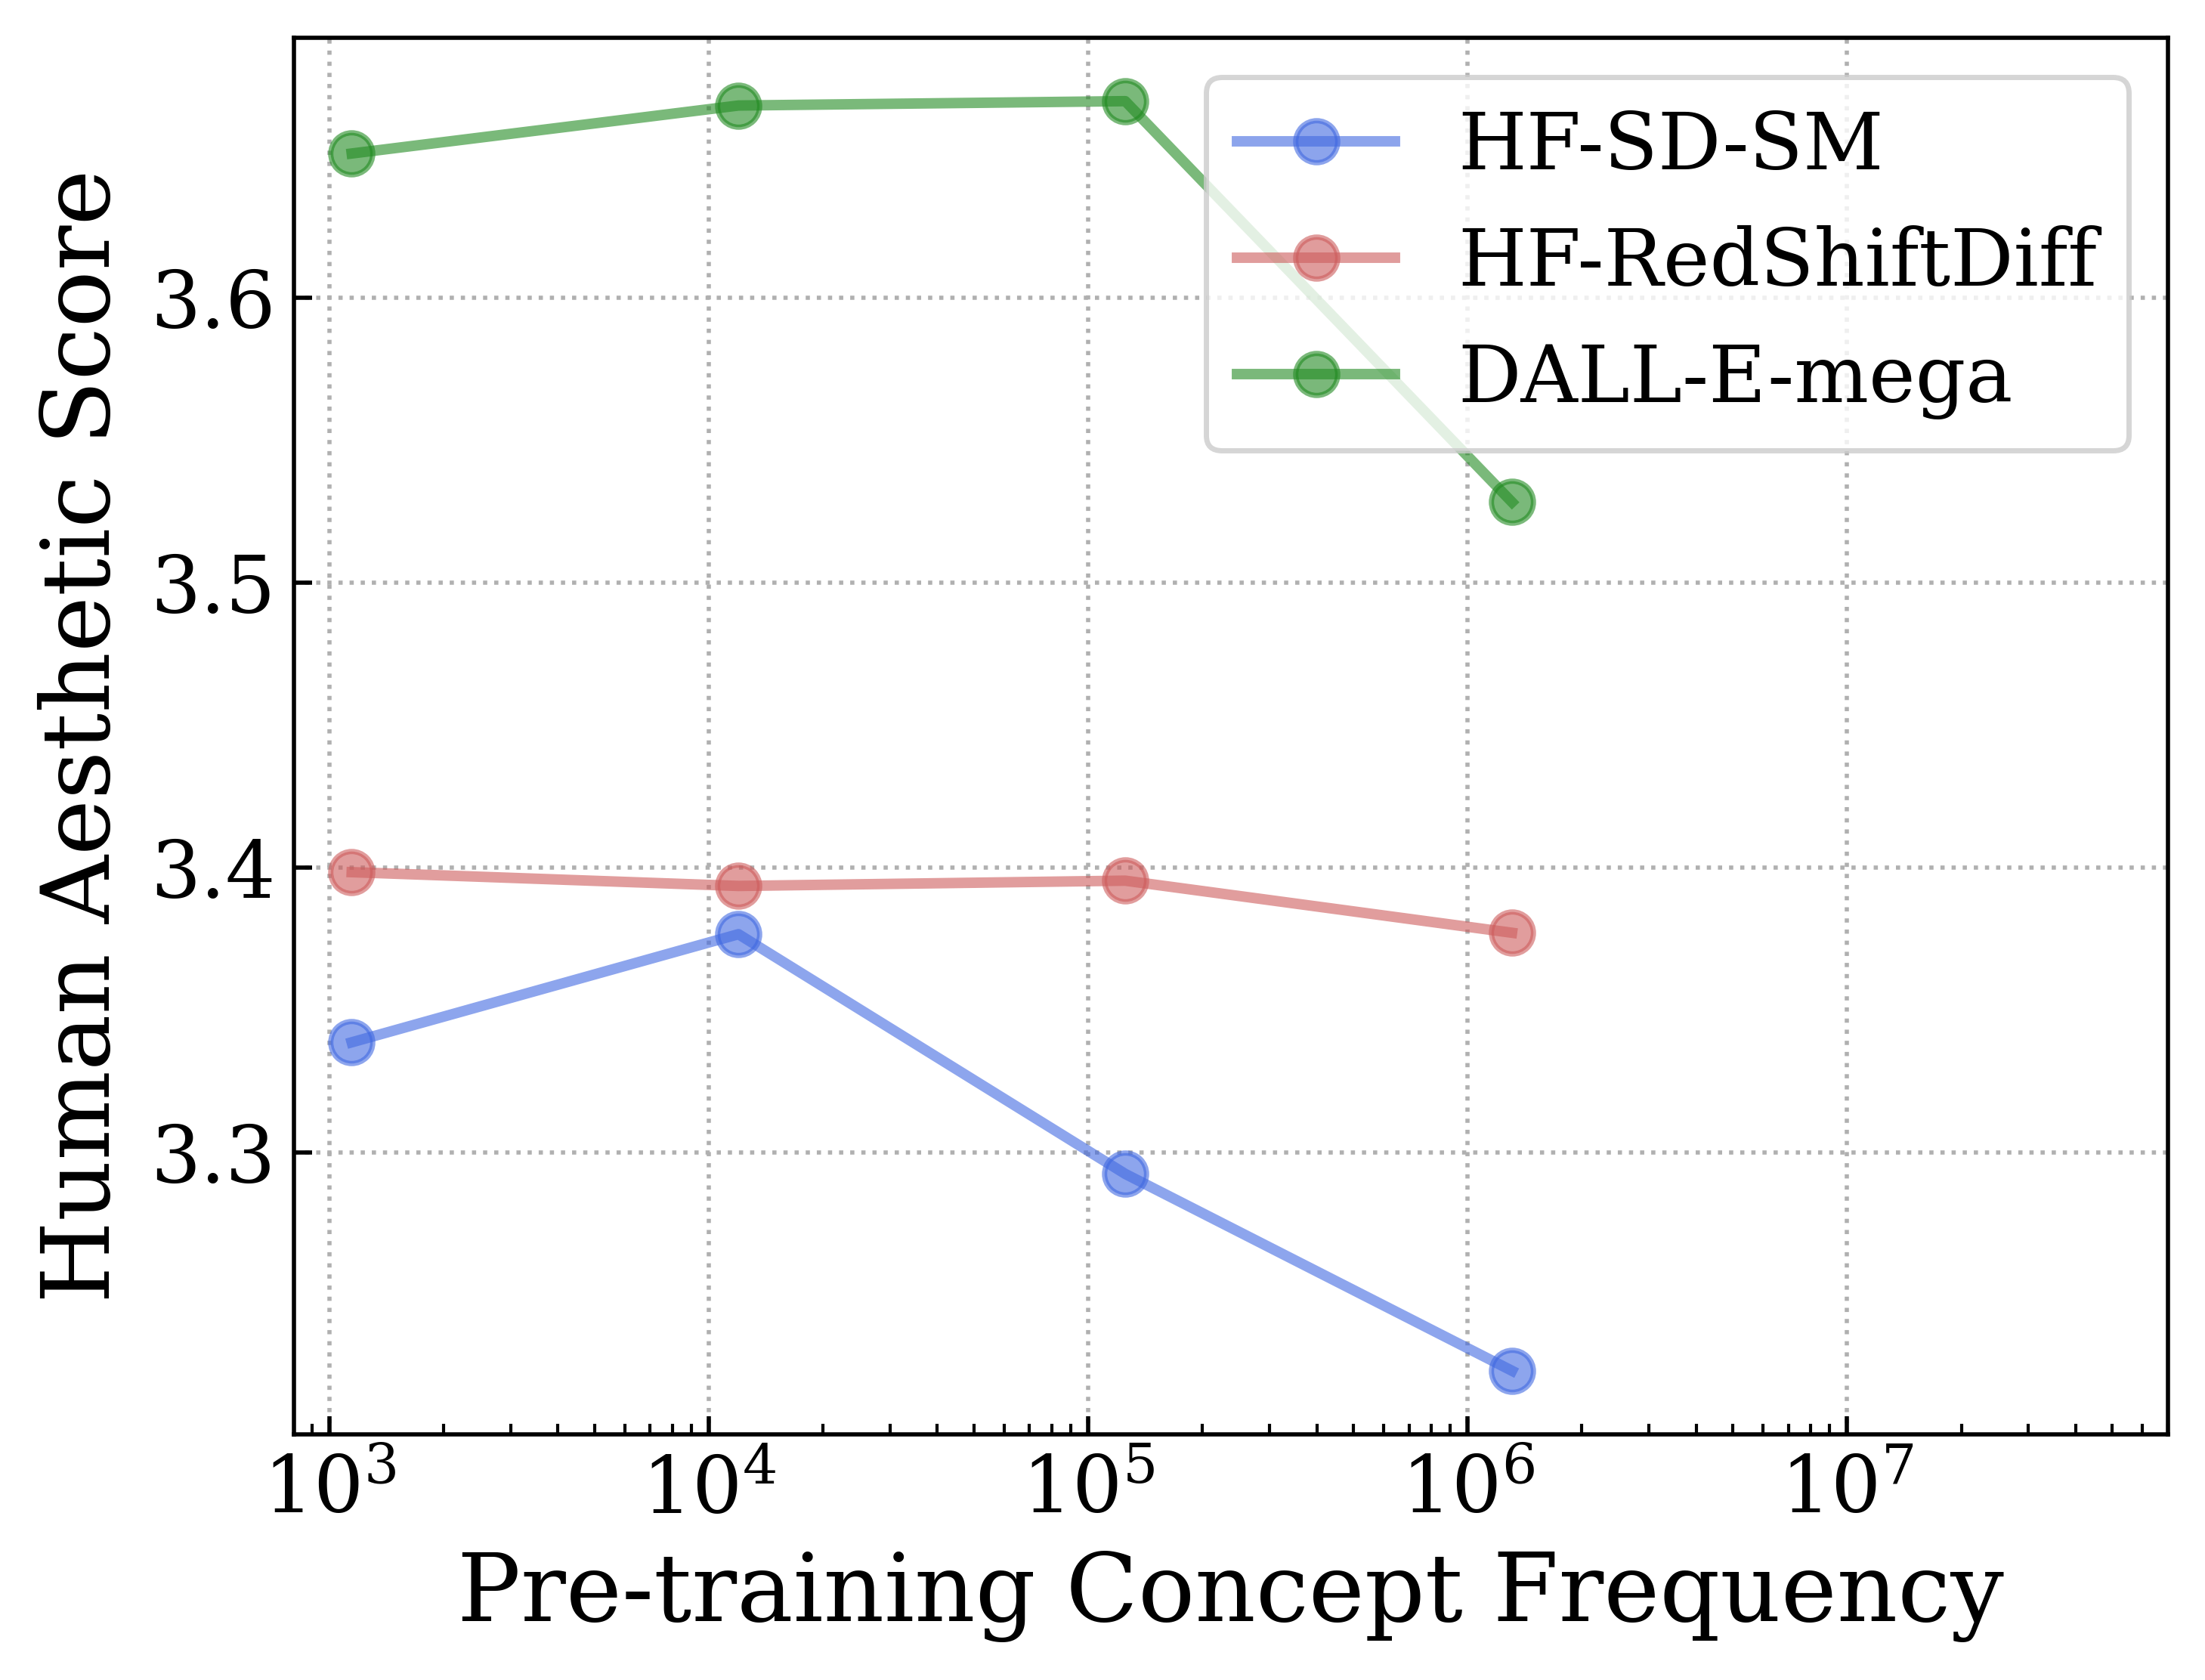 HF-SD-SM
HF-RedShiftDiff
DALL-E-mega
Human Aesthetic Score
3.6
3.5
3.4
3.3
10³ 10⁴ 10⁵ 10⁶ 10⁷
Pre-training Concept Frequency